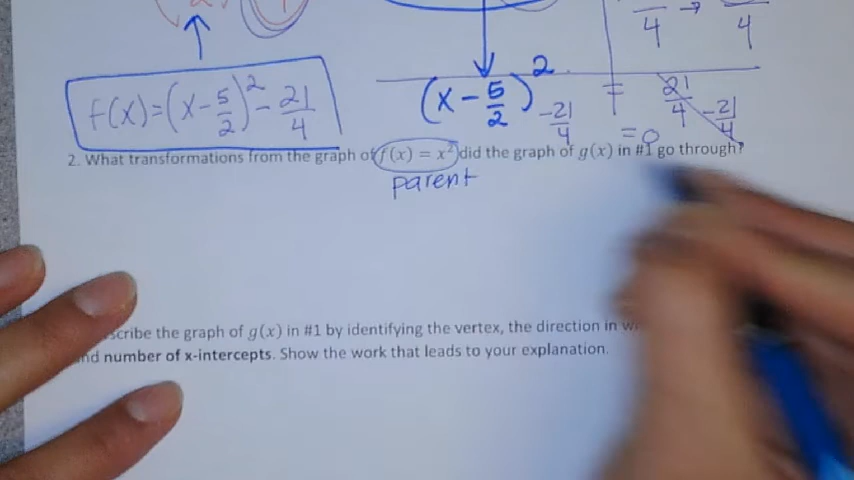 4 → 4
f(x)=(x-5/2)²-21/4
(x-5/2)² -21/4 = 21/4 -21/4
=0
2. What transformations from the graph of f(x) = x² did the graph of g(x) in #1 go through?
parent
scribe the graph of g(x) in #1 by identifying the vertex, the direction in
nd number of x-intercepts. Show the work that leads to your explanation.